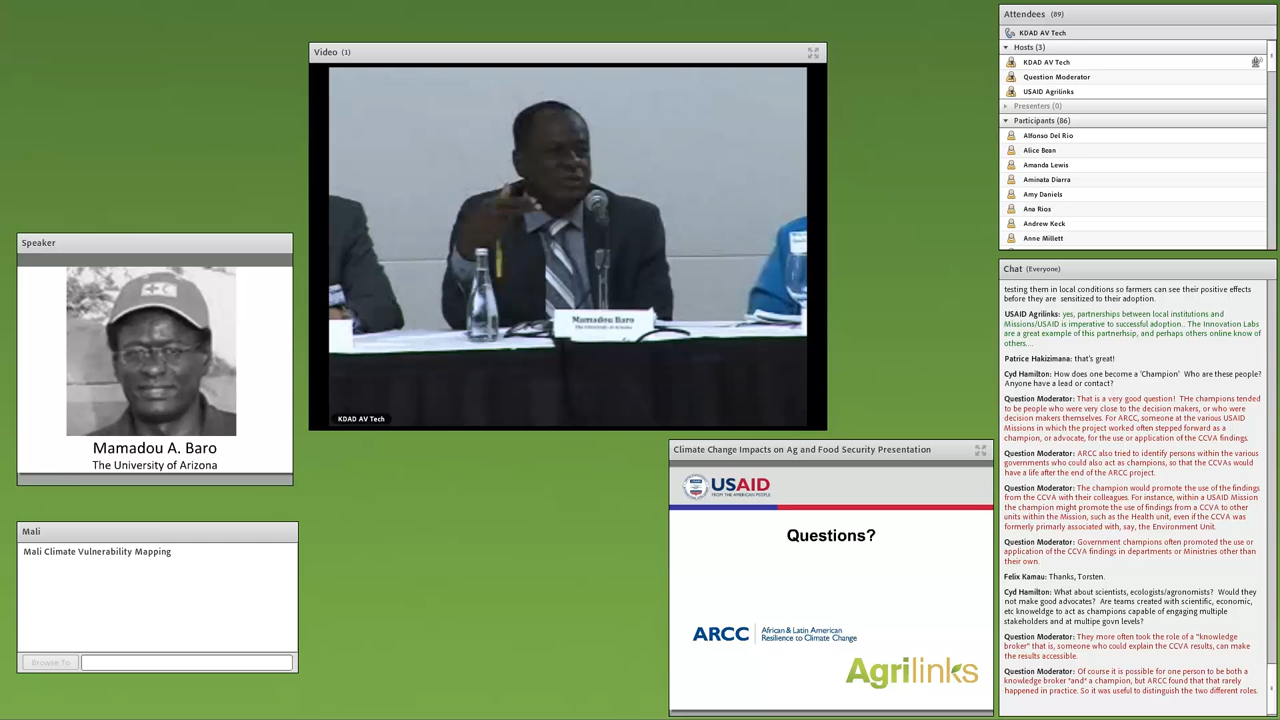 Video (1)
KDAD AV Tech
Mamadou Baro
The University of Arizona
Speaker
Mamadou A. Baro
The University of Arizona
Mali
Mali Climate Vulnerability Mapping
Browse To
Climate Change Impacts on Ag and Food Security Presentation
USAID
FROM THE AMERICAN PEOPLE
Questions?
ARCC
African & Latin American
Resilience to Climate Change
Agrilinks
Attendees (89)
KDAD AV Tech
Hosts (3)
KDAD AV Tech
Question Moderator
USAID Agrilinks
Presenters (0)
Participants (86)
Alfonso Del Rio
Alice Bean
Amanda Lewis
Aminata Diarra
Amy Daniels
Ana Rios
Andrew Keck
Anne Millett
Chat (Everyone)
testing them in local conditions so farmers can see their positive effects
before they are sensitized to their adoption.
USAID Agrilinks: yes, partnerships between local institutions and
Missions/USAID is imperative to successful adoption.. The Innovation Labs
are a great example of this partnerhsip, and perhaps others online know of
others....
Patrice Hakizimana: that's great!
Cyd Hamilton: How does one become a 'Champion' Who are these people?
Anyone have a lead or contact?
Question Moderator: That is a very good question! THe champions tended
to be people who were very close to the decision makers, or who were
decision makers themselves. For ARCC, someone at the various USAID
Missions in which the project worked often stepped forward as a
champion, or advocate, for the use or application of the CCVA findings.
Question Moderator: ARCC also tried to identify persons within the various
governments who could also act as champions, so that the CCVAs would
have a life after the end of the ARCC project.
Question Moderator: The champion would promote the use of the findings
from the CCVA with their colleagues. For instance, within a USAID Mission
the champion might promote the use of findings from a CCVA to other
units within the Mission, such as the Health unit, even if the CCVA was
formerly primarly associated with, say, the Environment Unit.
Question Moderator: Government champions often promoted the use or
application of the CCVA findings in departments or Ministries other than
their own.
Felix Kamau: Thanks, Torsten.
Cyd Hamilton: What about scientists, ecologists/agronomists? Would they
not make good advocates? Are teams created with scientific, economic,
etc knoweldge to act as champions capable of engaging multiple
stakeholders and at multipe govn levels?
Question Moderator: They more often took the role of a "knowledge
broker" that is, someone who could explain the CCVA results, can make
the results accessible.
Question Moderator: Of course it is possible for one person to be both a
knowledge broker *and* a champion, but ARCC found that that rarely
happened in practice. So it was useful to distinguish the two different roles.